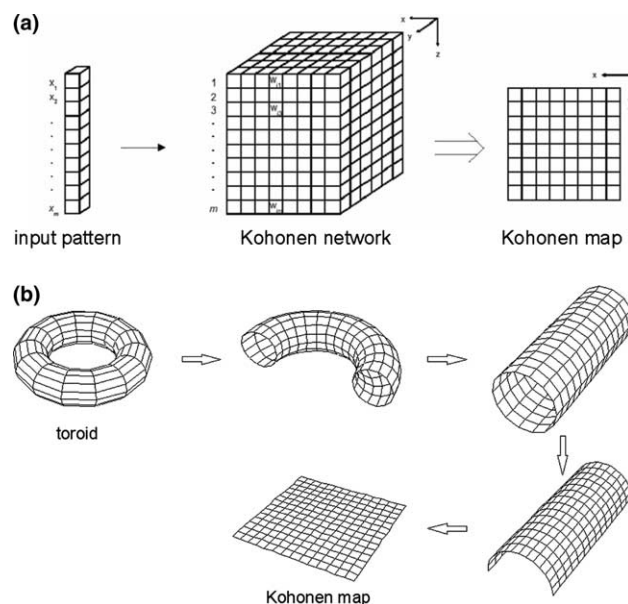 (a)
x
y
z
x₁
x₂
xₘ
1
2
3
m
input pattern
Kohonen network
x
Kohonen map
(b)
toroid
Kohonen map